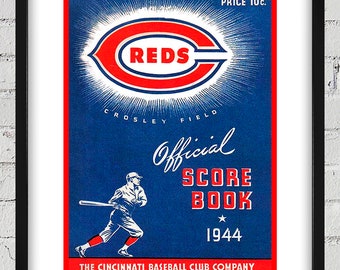 PRICE 10c.
REDS
CROSLEY FIELD
Official
SCORE
BOOK
1944
THE CINCINNATI BASEBALL CLUB COMPANY